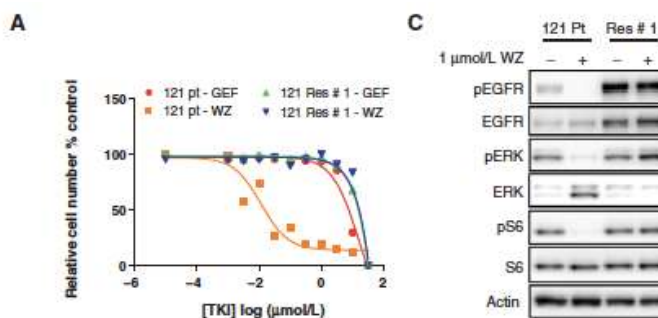 A
121 pt - GEF
121 Res # 1 - GEF
121 pt - WZ
121 Res # 1 - WZ
Relative cell number % control
150
100
50
0
−6
−4
−2
0
2
[TKI] log (μmol/L)
C
121 Pt
Res # 1
1 μmol/L WZ
− + − +
pEGFR
EGFR
pERK
ERK
pS6
S6
Actin